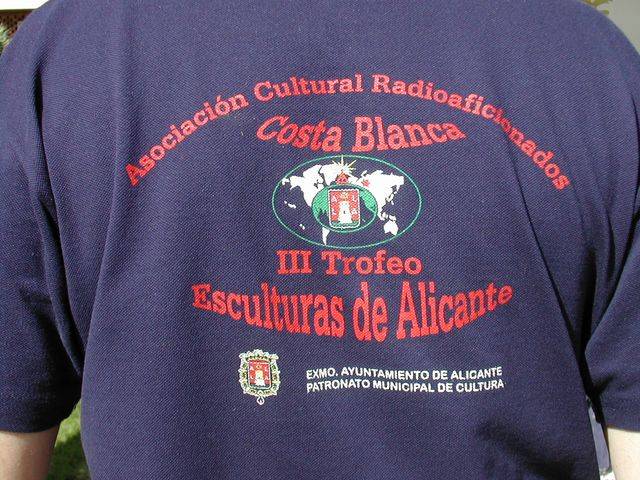 Asociación Cultural Radioaficionados
Costa Blanca
III Trofeo
Esculturas de Alicante
EXMO. AYUNTAMIENTO DE ALICANTE
PATRONATO MUNICIPAL DE CULTURA